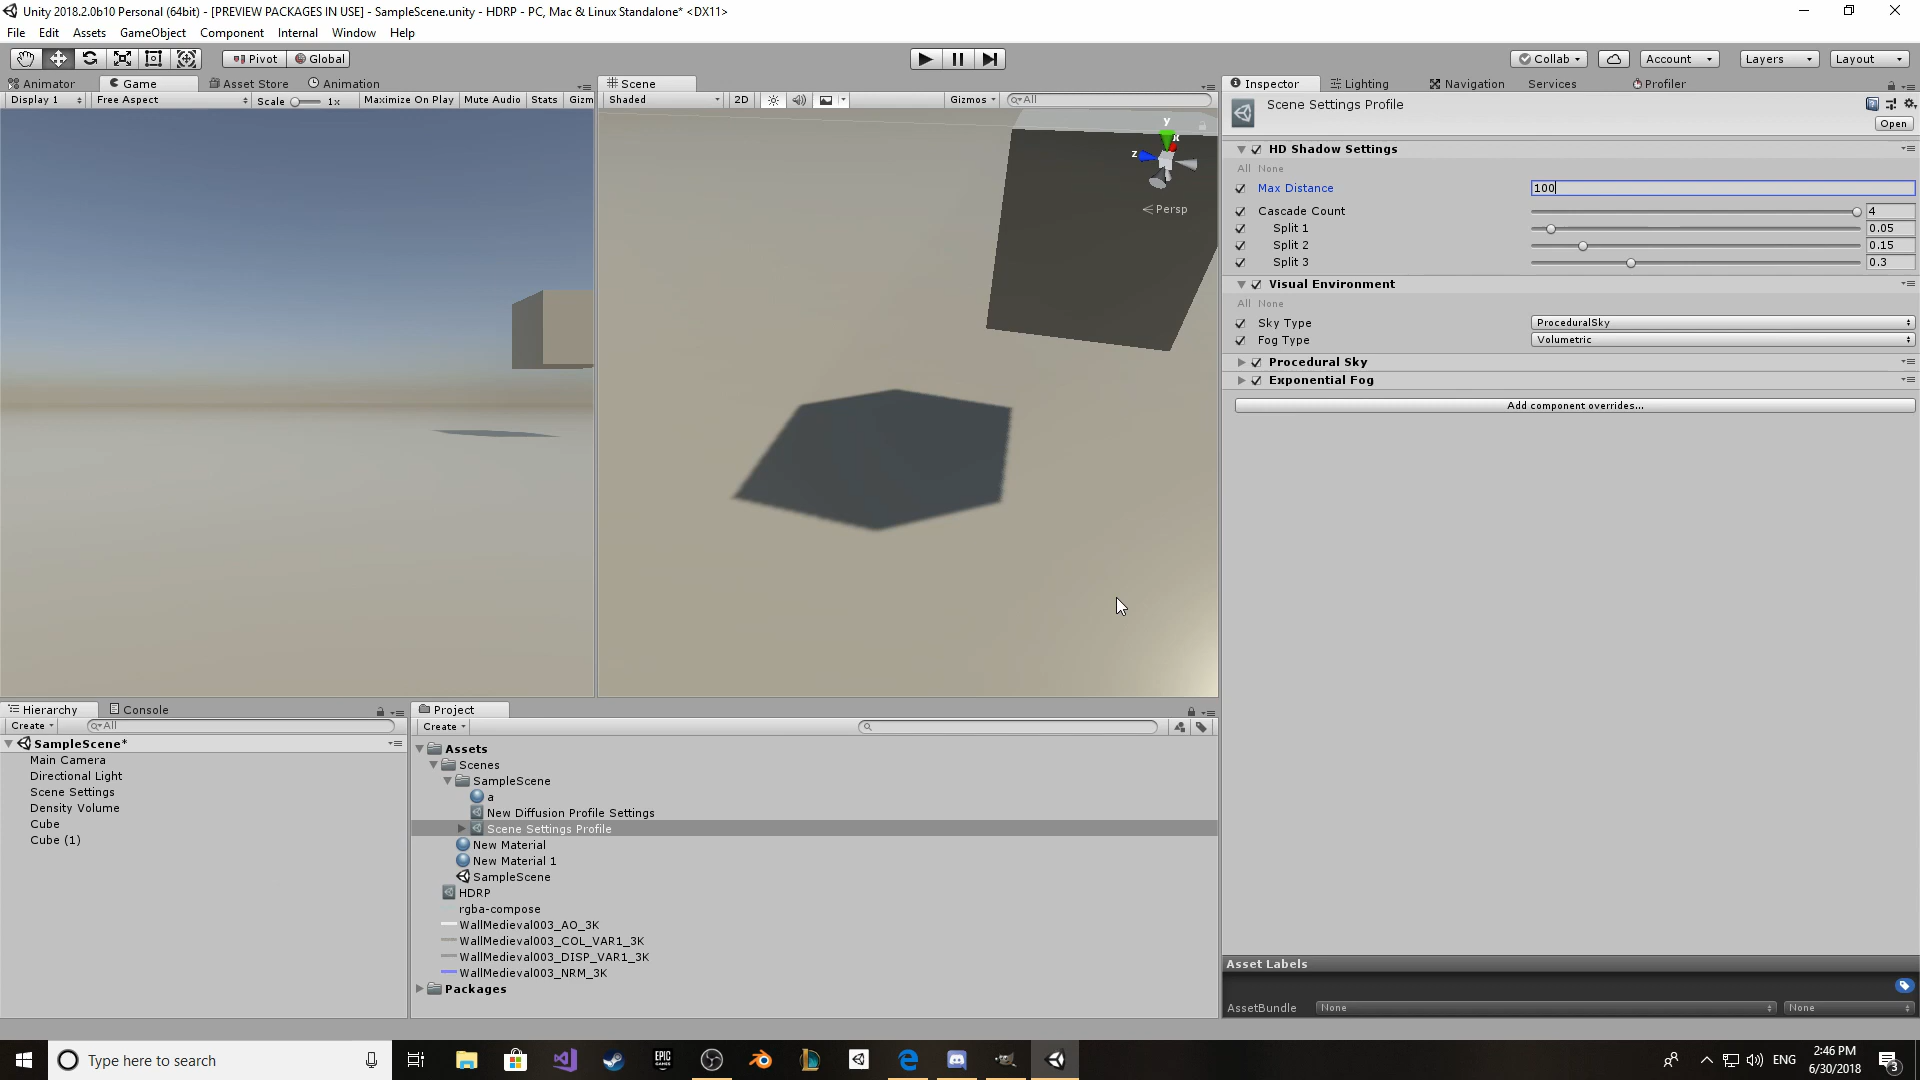 Unity 2018.2.0b10 Personal (64bit) - [PREVIEW PACKAGES IN USE] - SampleScene.unity - HDRP - PC, Mac & Linux Standalone* <DX11>
File Edit Assets GameObject Component Internal Window Help
Pivot Global Collab Account Layers Layout
Animator Game Asset Store Animation
Display 1 Free Aspect Scale 1x Maximize On Play Mute Audio Stats Gizm
Scene
Shaded 2D Gizmos All
y
x
z
Persp
Inspector Lighting Navigation Services Profiler
Scene Settings Profile
Open
HD Shadow Settings
All None
Max Distance 100
Cascade Count 4
Split 1 0.05
Split 2 0.15
Split 3 0.3
Visual Environment
All None
Sky Type ProceduralSky
Fog Type Volumetric
Procedural Sky
Exponential Fog
Add component overrides...
Hierarchy Console
Create All
SampleScene*
Main Camera
Directional Light
Scene Settings
Density Volume
Cube
Cube (1)
Project
Create
Assets
Scenes
SampleScene
a
New Diffusion Profile Settings
Scene Settings Profile
New Material
New Material 1
SampleScene
HDRP
rgba-compose
WallMedieval003_AO_3K
WallMedieval003_COL_VAR1_3K
WallMedieval003_DISP_VAR1_3K
WallMedieval003_NRM_3K
Packages
Asset Labels
AssetBundle None None
Type here to search
EPIC GAMES
ENG
2:46 PM
6/30/2018
3